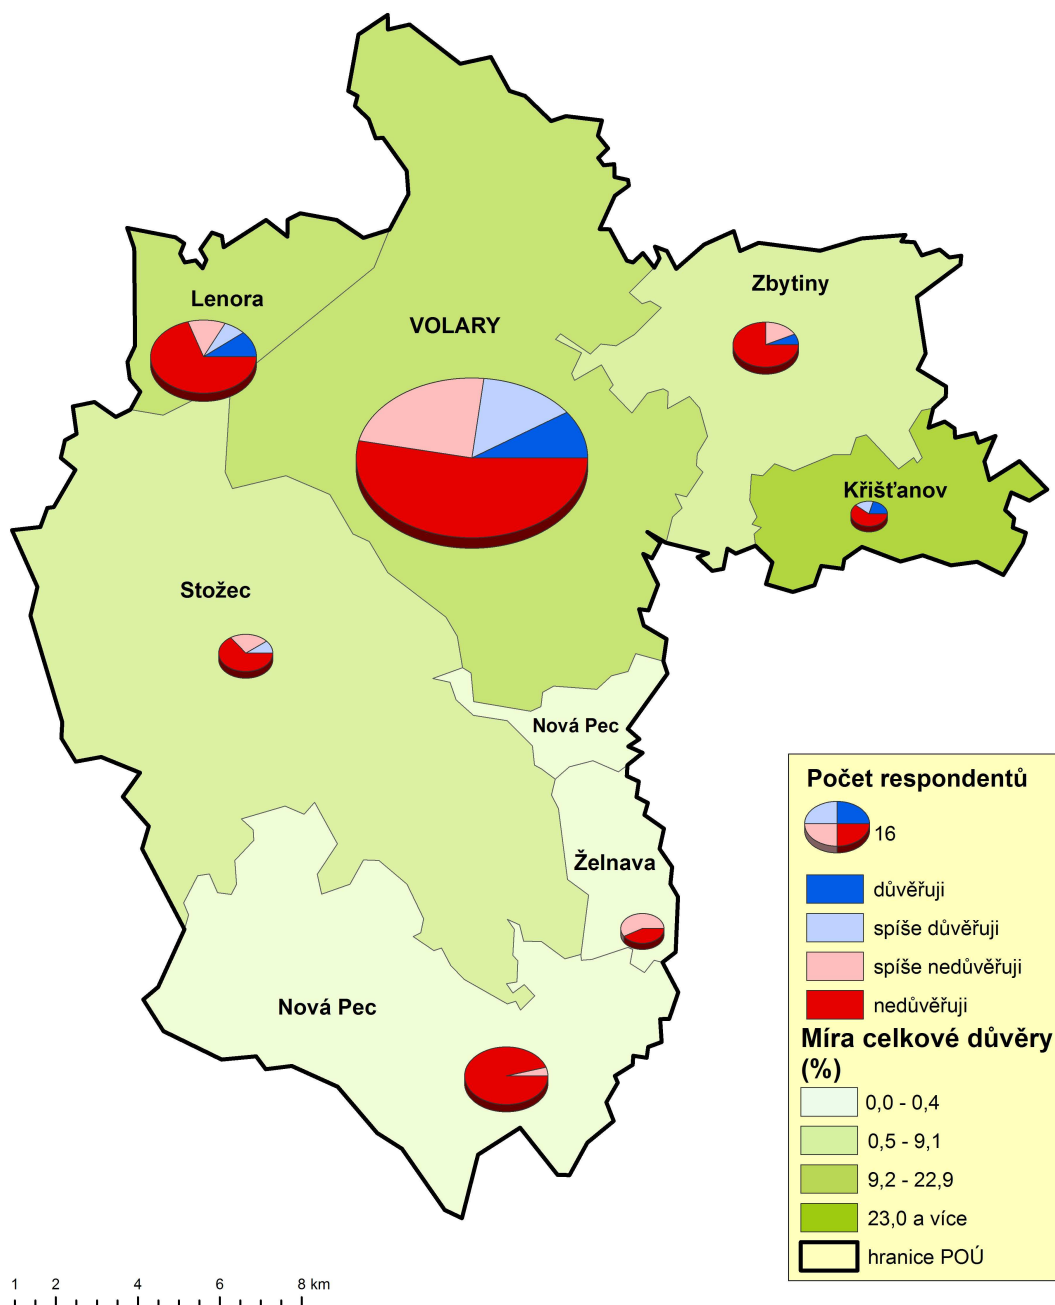 Lenora
VOLARY
Zbytiny
Křišťanov
Stožec
Nová Pec
Želnava
Nová Pec
Počet respondentů
16
důvěřuji
spíše důvěřuji
spíše nedůvěřuji
nedůvěřuji
Míra celkové důvěry
(%)
0,0 - 0,4
0,5 - 9,1
9,2 - 22,9
23,0 a více
hranice POÚ
1 2 4 6 8 km